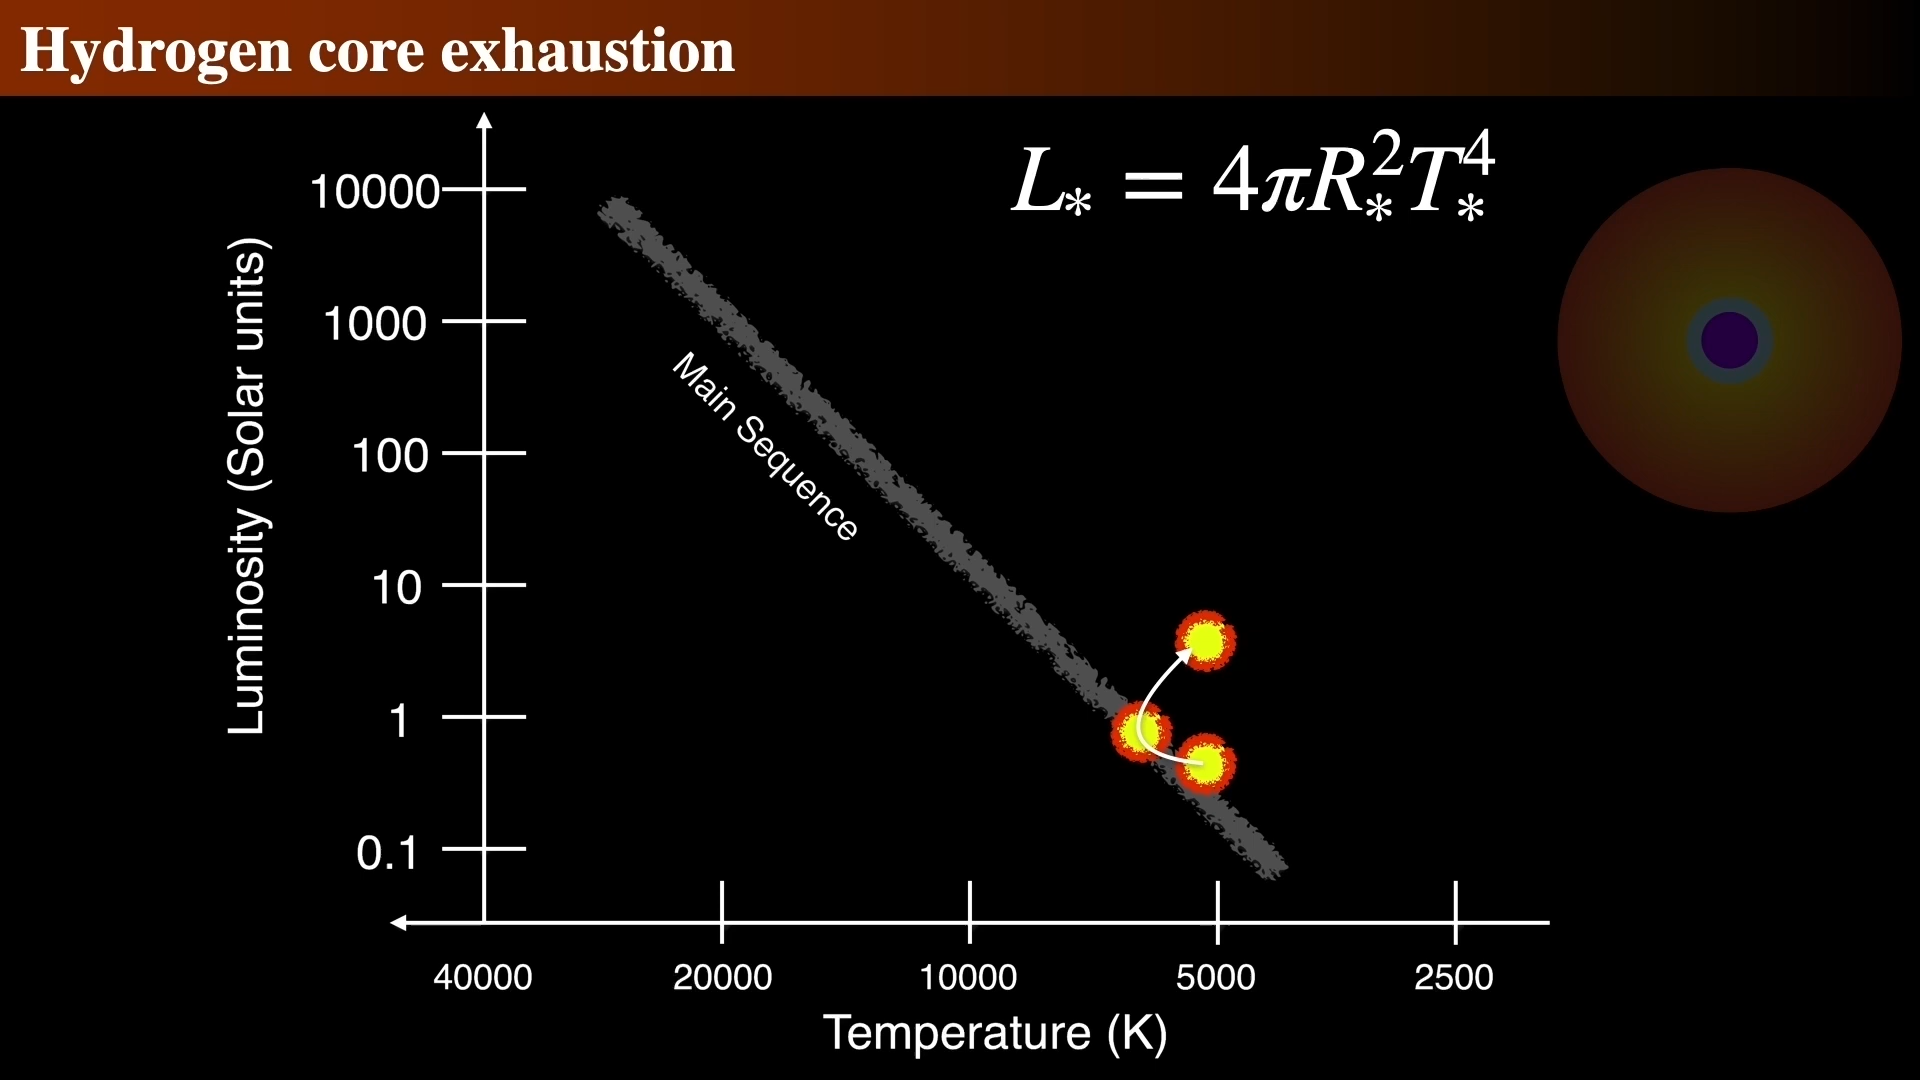 Hydrogen core exhaustion
L* = 4πR*²T*⁴
10000
1000
100
10
1
0.1
Luminosity (Solar units)
Main Sequence
40000 20000 10000 5000 2500
Temperature (K)